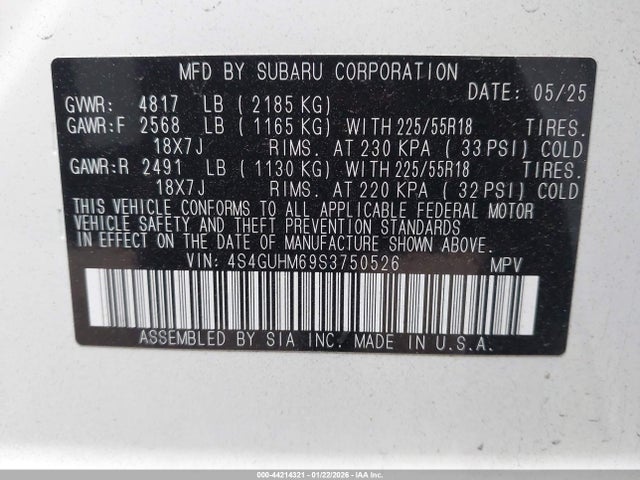 MFD BY SUBARU CORPORATION
DATE: 05/25
GVWR: 4817 LB (2185 KG)
GAWR:F 2568 LB (1165 KG) WITH 225/55R18 TIRES.
18X7J RIMS. AT 230 KPA (33 PSI) COLD
GAWR:R 2491 LB (1130 KG) WITH 225/55R18 TIRES.
18X7J RIMS. AT 220 KPA (32 PSI) COLD
THIS VEHICLE CONFORMS TO ALL APPLICABLE FEDERAL MOTOR
VEHICLE SAFETY AND THEFT PREVENTION STANDARDS
IN EFFECT ON THE DATE OF MANUFACTURE SHOWN ABOVE.
VIN: 4S4GUHM69S3750526 MPV
ASSEMBLED BY SIA INC. MADE IN U.S.A.
000-44214321 - 01/22/2026 - IAAI.COM